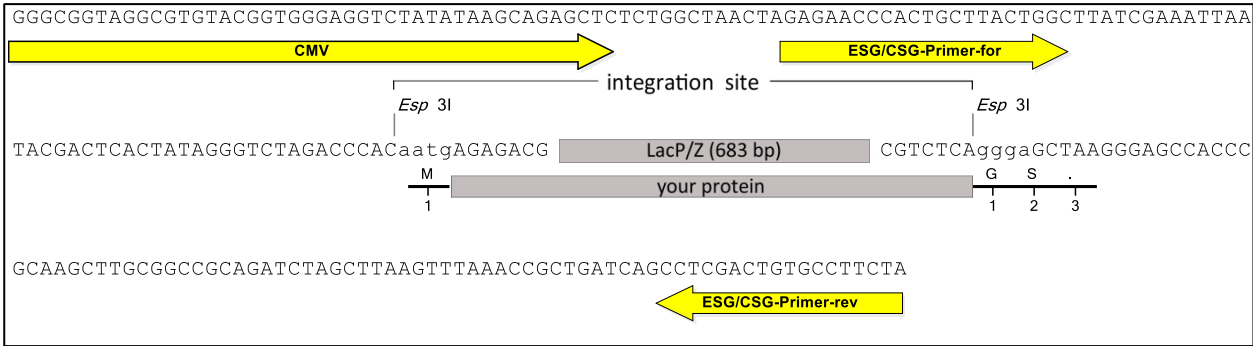 GGGCGGTAGGCGTGTACGGTGGGAGGTCTATATAAGCAGAGCTCTCTGGCTAACTAGAGAACCCACTGCTTACTGGCTTATCGAAATTAA
CMV ESG/CSG-Primer-for
integration site
Esp 3I Esp 3I
TACGACTCACTATAGGGTCTAGACCCACaatgAGAGACG LacP/Z (683 bp) CGTCTCAgggaGCTAAGGGAGCCACCC
M your protein G S .
1 1 2 3
GCAAGCTTGCGGCCGCAGATCTAGCTTAAGTTTAAACCGCTGATCAGCCTCGACTGTGCCTTCTA
ESG/CSG-Primer-rev